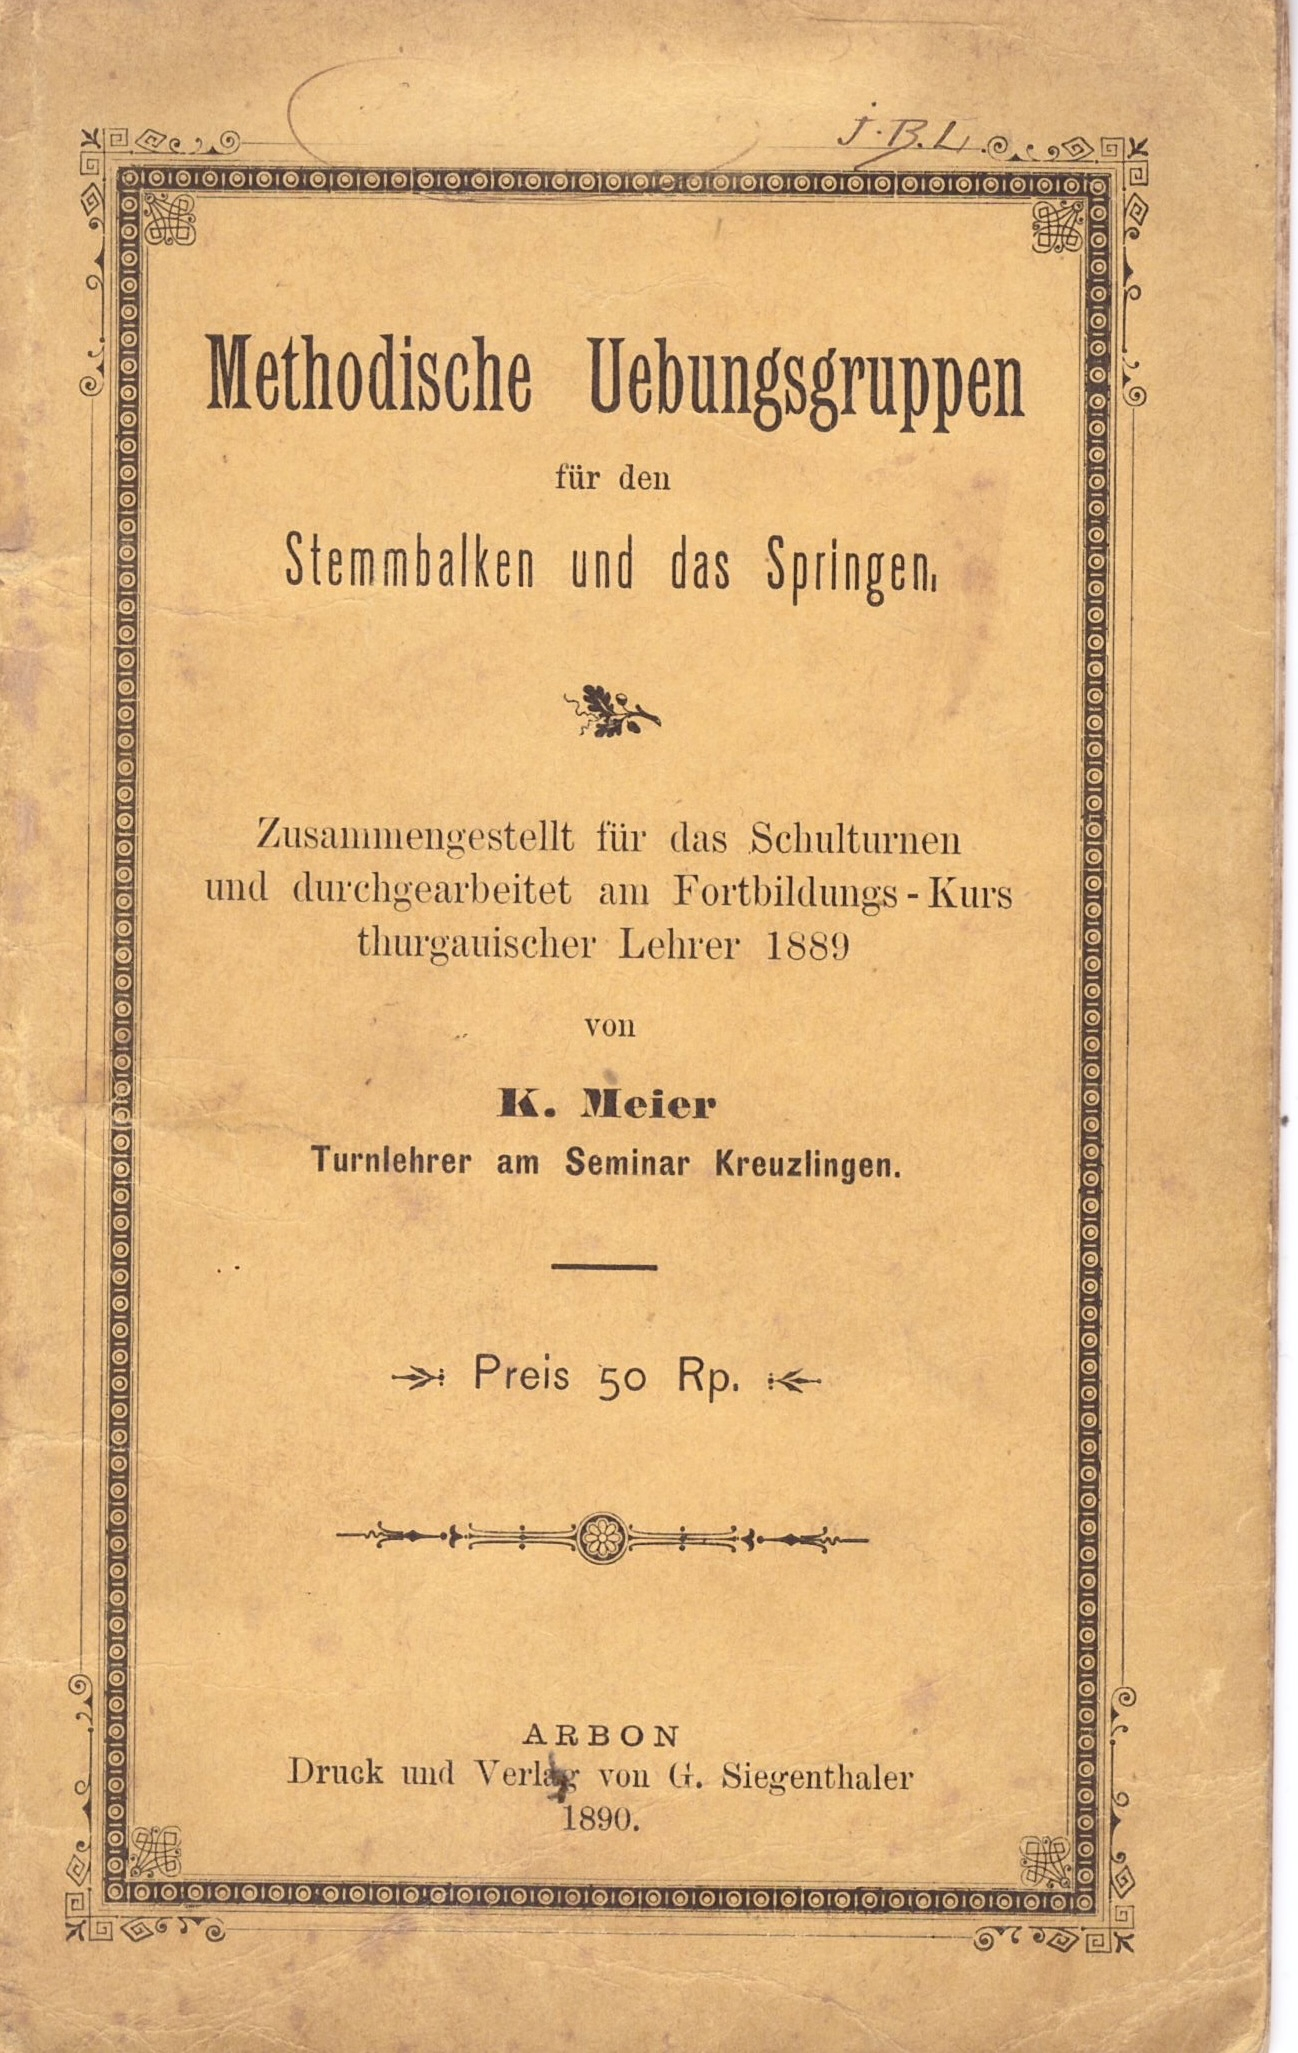 J. B. L.
Methodische Uebungsgruppen
für den
Stemmbalken und das Springen.
Zusammengestellt für das Schulturnen
und durchgearbeitet am Fortbildungs-Kurs
thurgauischer Lehrer 1889
von
K. Meier
Turnlehrer am Seminar Kreuzlingen.
Preis 50 Rp.
ARBON
Druck und Verlag von G. Siegenthaler
1890.